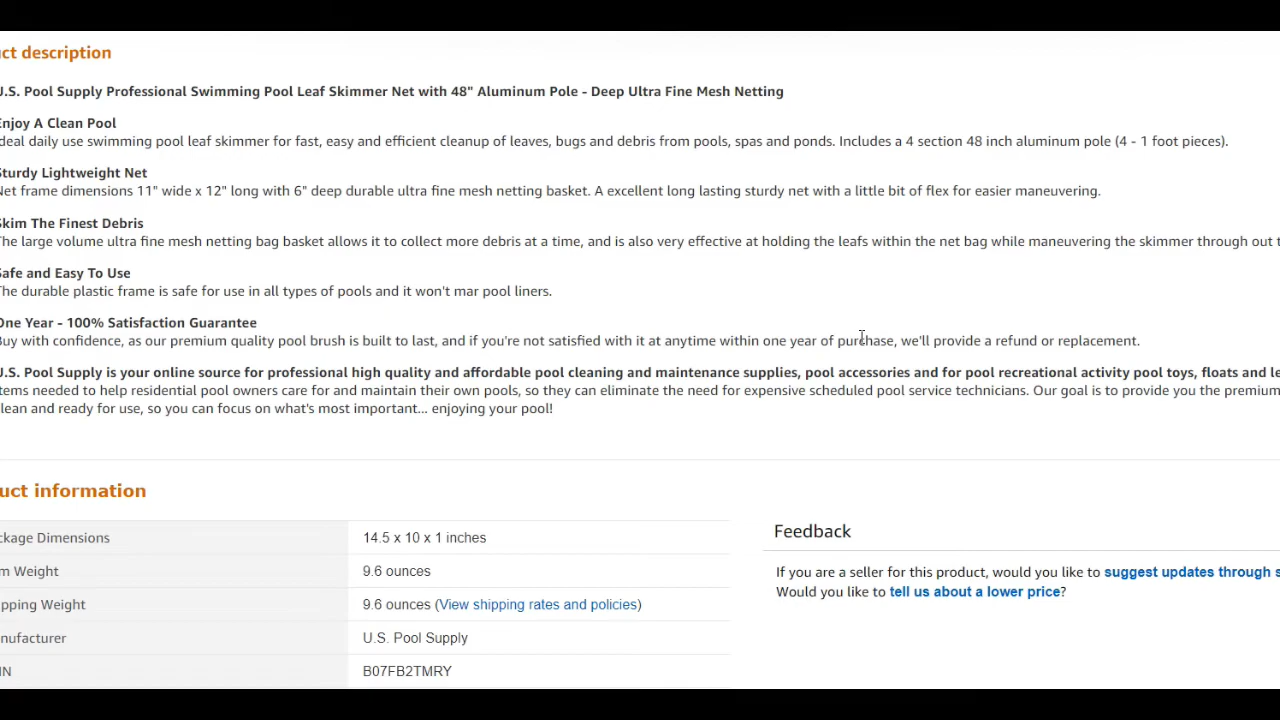 ct description
U.S. Pool Supply Professional Swimming Pool Leaf Skimmer Net with 48" Aluminum Pole - Deep Ultra Fine Mesh Netting
Enjoy A Clean Pool
deal daily use swimming pool leaf skimmer for fast, easy and efficient cleanup of leaves, bugs and debris from pools, spas and ponds. Includes a 4 section 48 inch aluminum pole (4 - 1 foot pieces).
Sturdy Lightweight Net
Net frame dimensions 11" wide x 12" long with 6" deep durable ultra fine mesh netting basket. A excellent long lasting sturdy net with a little bit of flex for easier maneuvering.
Skim The Finest Debris
The large volume ultra fine mesh netting bag basket allows it to collect more debris at a time, and is also very effective at holding the leafs within the net bag while maneuvering the skimmer through out t
Safe and Easy To Use
The durable plastic frame is safe for use in all types of pools and it won't mar pool liners.
One Year - 100% Satisfaction Guarantee
Buy with confidence, as our premium quality pool brush is built to last, and if you're not satisfied with it at anytime within one year of purchase, we'll provide a refund or replacement.
U.S. Pool Supply is your online source for professional high quality and affordable pool cleaning and maintenance supplies, pool accessories and for pool recreational activity pool toys, floats and le
items needed to help residential pool owners care for and maintain their own pools, so they can eliminate the need for expensive scheduled pool service technicians. Our goal is to provide you the premium
clean and ready for use, so you can focus on what's most important... enjoying your pool!
uct information
ckage Dimensions 14.5 x 10 x 1 inches
m Weight 9.6 ounces
pping Weight 9.6 ounces (View shipping rates and policies)
nufacturer U.S. Pool Supply
IN B07FB2TMRY
Feedback
If you are a seller for this product, would you like to suggest updates through s
Would you like to tell us about a lower price?